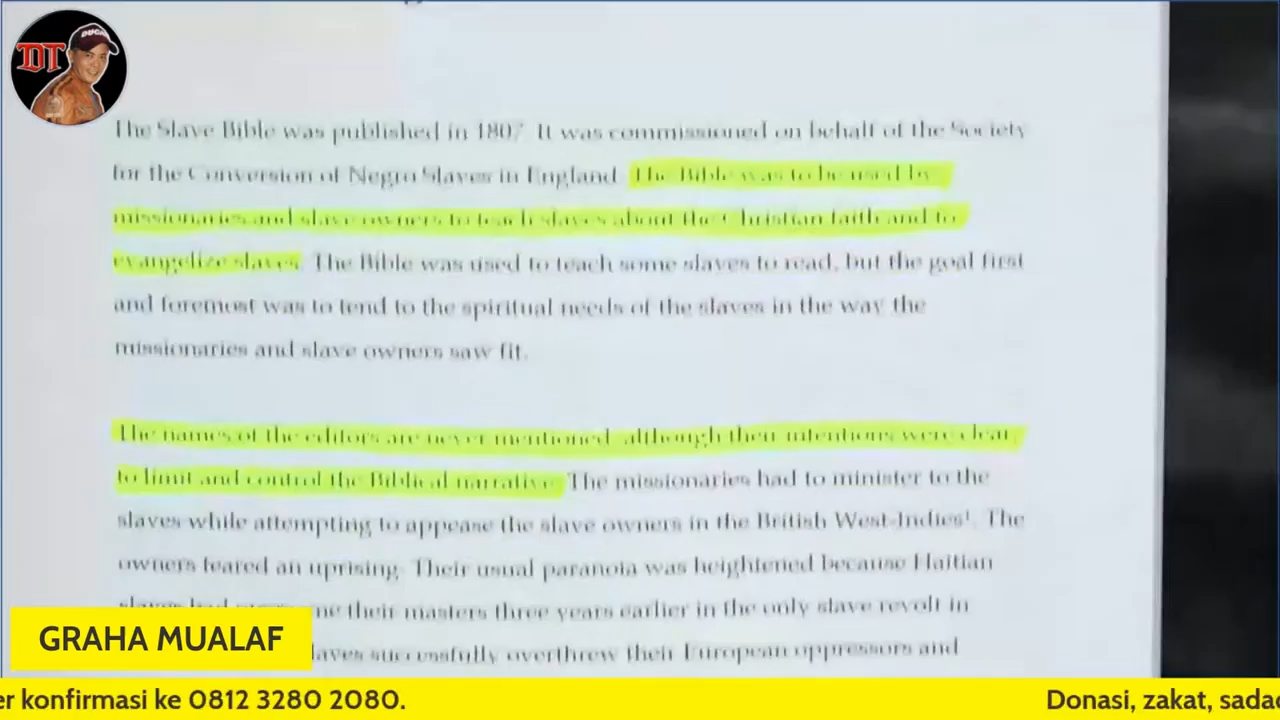 DT
DUCA
The Slave Bible was published in 1807. It was commissioned on behalf of the Society
for the Conversion of Negro Slaves in England. The Bible was to be used by
missionaries and slave owners to teach slaves about the Christian faith and to
evangelize slaves. The Bible was used to teach some slaves to read, but the goal first
and foremost was to tend to the spiritual needs of the slaves in the way the
missionaries and slave owners saw fit.
The names of the editors are never mentioned, although their intentions were clear,
to limit and control the Biblical narrative. The missionaries had to minister to the
slaves while attempting to appease the slave owners in the British West-Indies¹. The
owners feared an uprising. Their usual paranoia was heightened because Haitian
slaves had their masters three years earlier in the only slave revolt in
laves successfully overthrew their European oppressors and
GRAHA MUALAF
er konfirmasi ke 0812 3280 2080.
Donasi, zakat, sadac